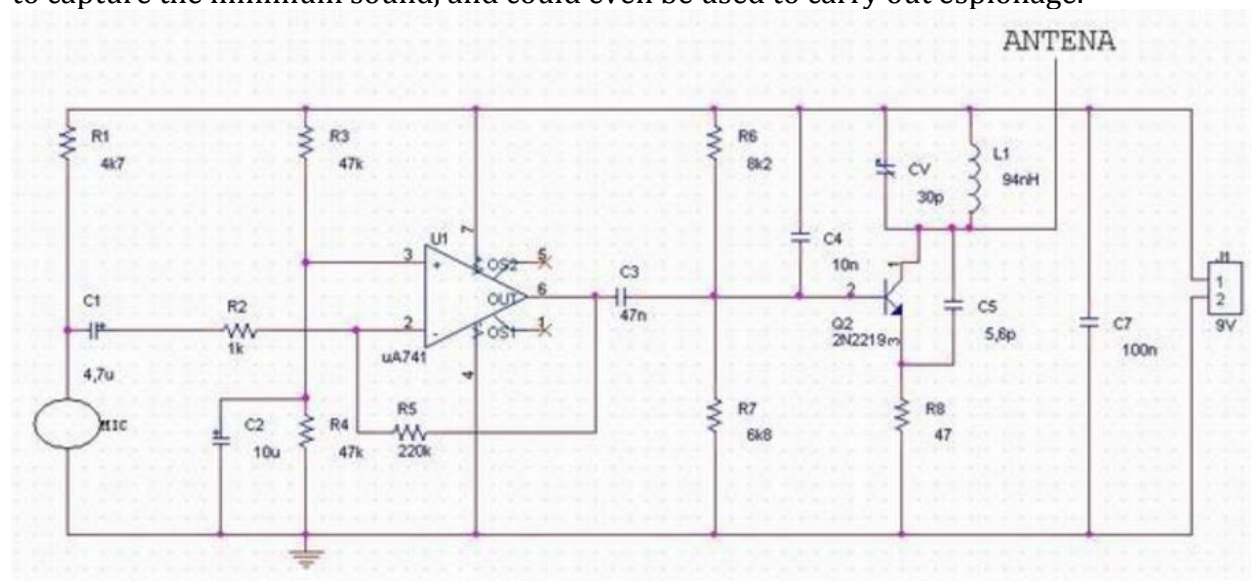 to capture the minimum sound, and could even be used to carry out espionage.
ANTENA
R1
4k7
R3
47k
R6
8k2
CV
30p
L1
94nH
U1
7
3
+
OS2
5
C3
47n
C4
10n
1
J1
1
2
9V
C1
4,7u
R2
1k
2
-
OUT
6
OS1
1
uA741
4
2
Q2
2N2219
3
C5
5,6p
C7
100n
MIC
C2
10u
R4
47k
R5
220k
R7
6k8
R8
47